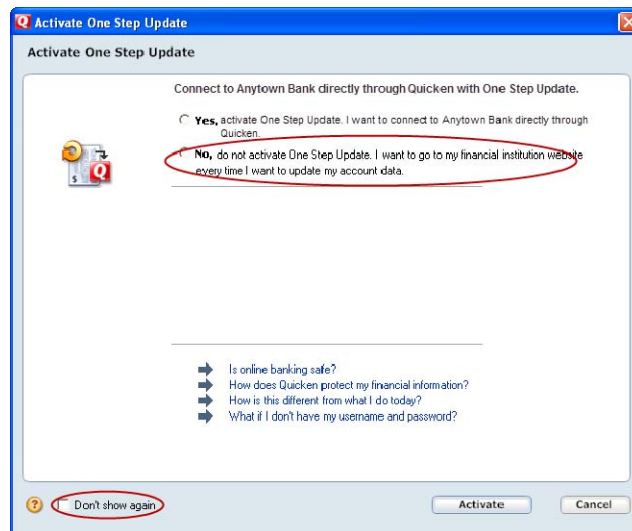 Activate One Step Update
Activate One Step Update
Connect to Anytown Bank directly through Quicken with One Step Update.
Yes, activate One Step Update. I want to connect to Anytown Bank directly through
Quicken.
No, do not activate One Step Update. I want to go to my financial institution website
every time I want to update my account data.
Is online banking safe?
How does Quicken protect my financial information?
How is this different from what I do today?
What if I don't have my username and password?
Don't show again
Activate
Cancel